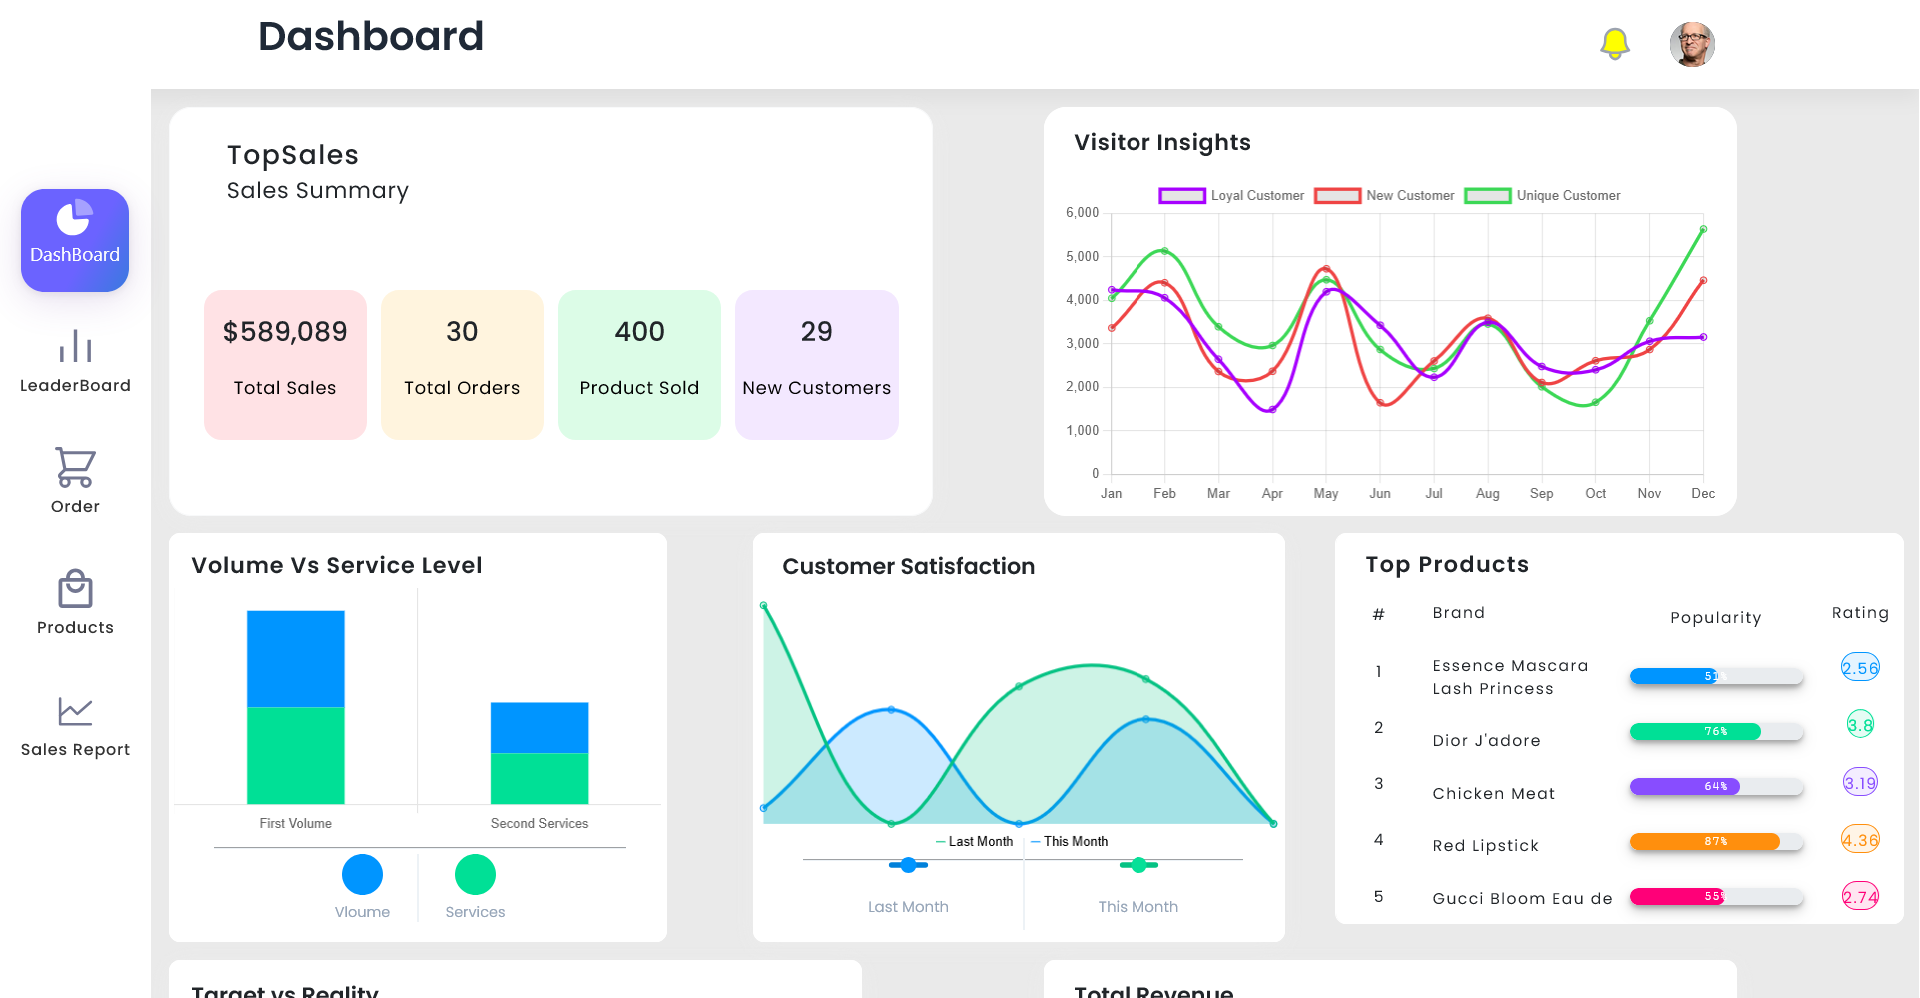 Dashboard
DashBoard
LeaderBoard
Order
Products
Sales Report
TopSales
Sales Summary
$589,089
Total Sales
30
Total Orders
400
Product Sold
29
New Customers
Visitor Insights
Loyal Customer New Customer Unique Customer
6,000
5,000
4,000
3,000
2,000
1,000
0
Jan Feb Mar Apr May Jun Jul Aug Sep Oct Nov Dec
Volume Vs Service Level
First Volume Second Services
Vloume Services
Customer Satisfaction
Last Month This Month
Last Month This Month
Top Products
# Brand Popularity Rating
1 Essence Mascara
Lash Princess 51% 2.56
2 Dior J'adore 76% 3.8
3 Chicken Meat 64% 3.19
4 Red Lipstick 87% 4.36
5 Gucci Bloom Eau de 55% 2.74
Target vs Reality
Total Revenue